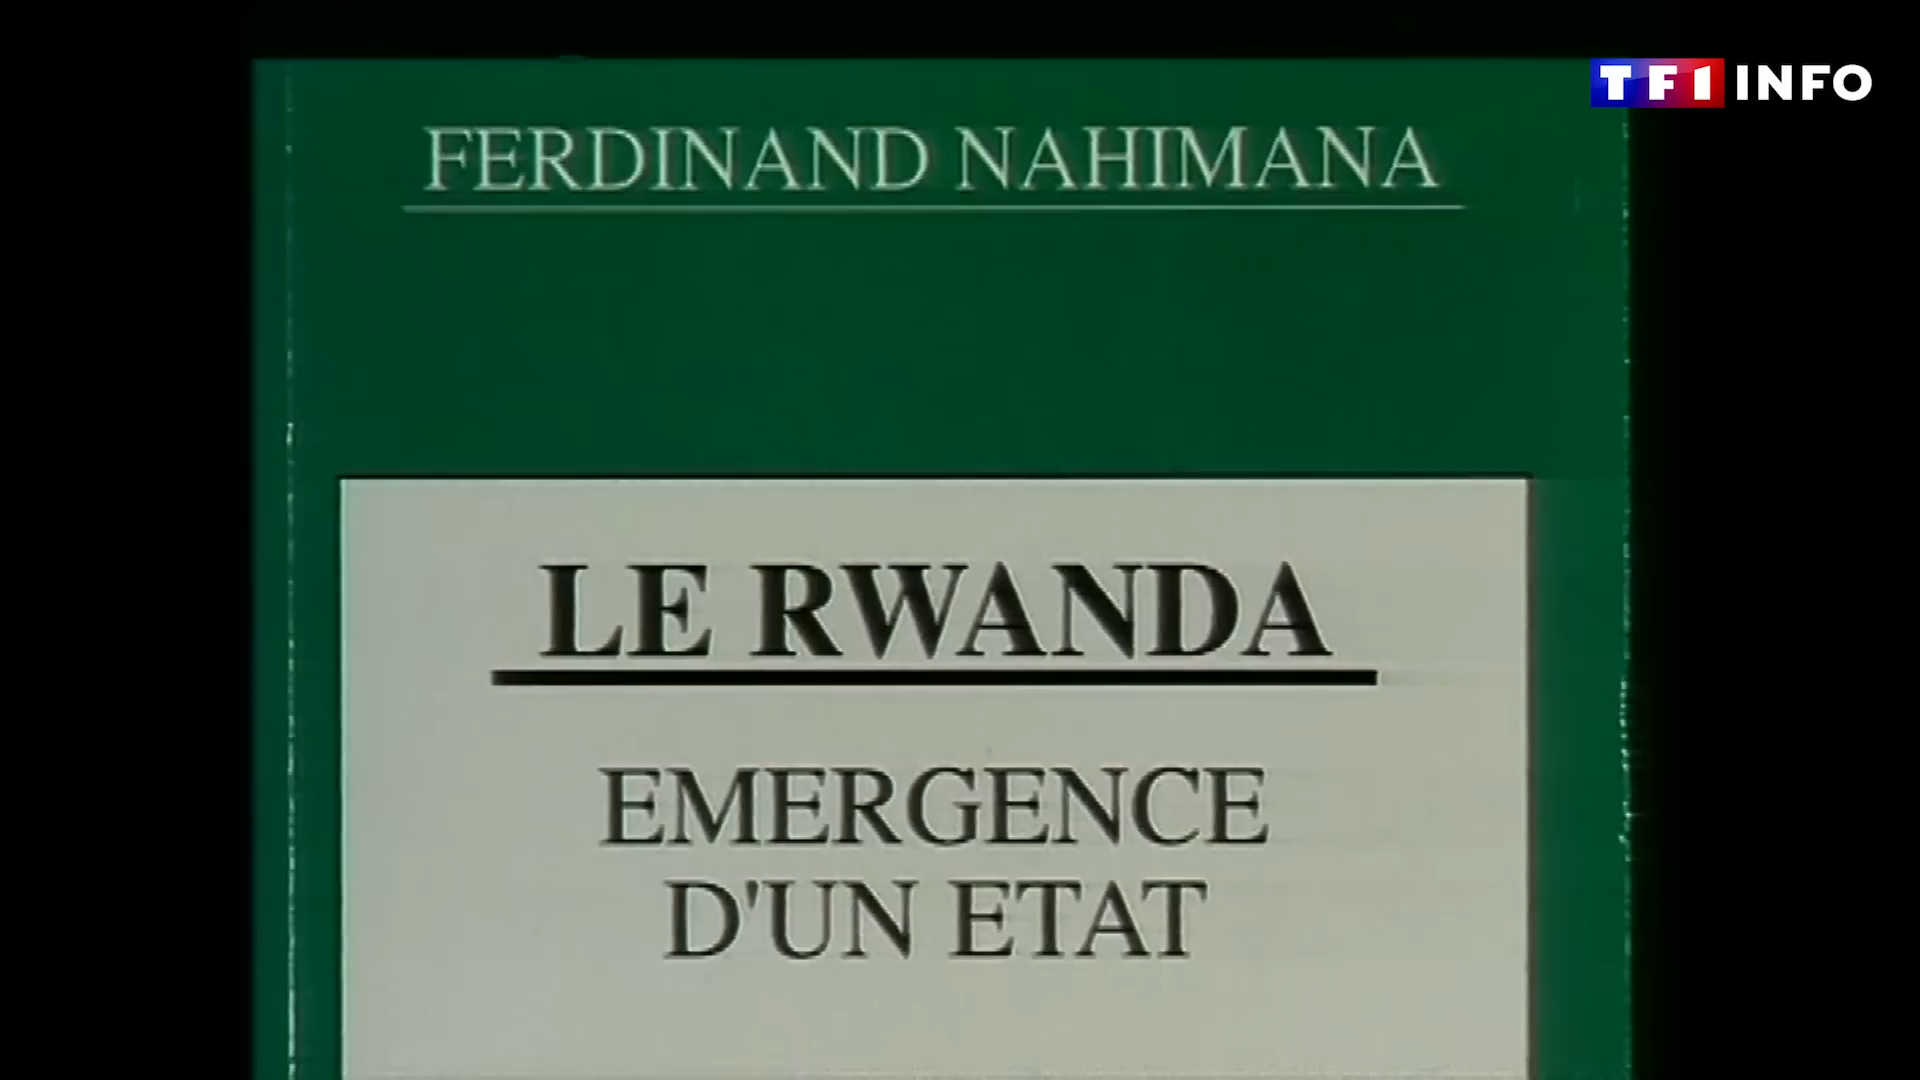 TF1 INFO
FERDINAND NAHIMANA
LE RWANDA
EMERGENCE
D'UN ETAT